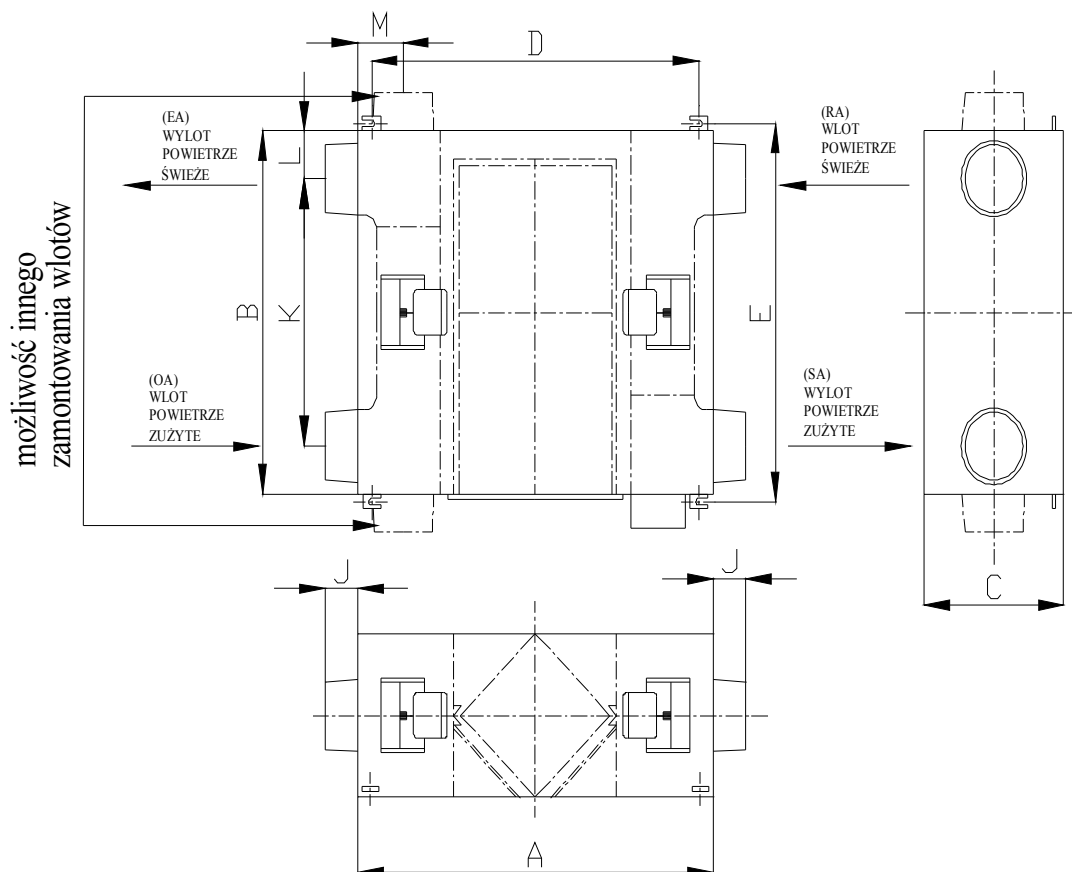 M
D
(EA)
WYLOT
POWIETRZE
ŚWIEŻE
(RA)
WLOT
POWIETRZE
ŚWIEŻE
L
możliwość innego
zamontowania wlotów
B
K
E
(OA)
WLOT
POWIETRZE
ZUŻYTE
(SA)
WYLOT
POWIETRZE
ZUŻYTE
J
J
C
A